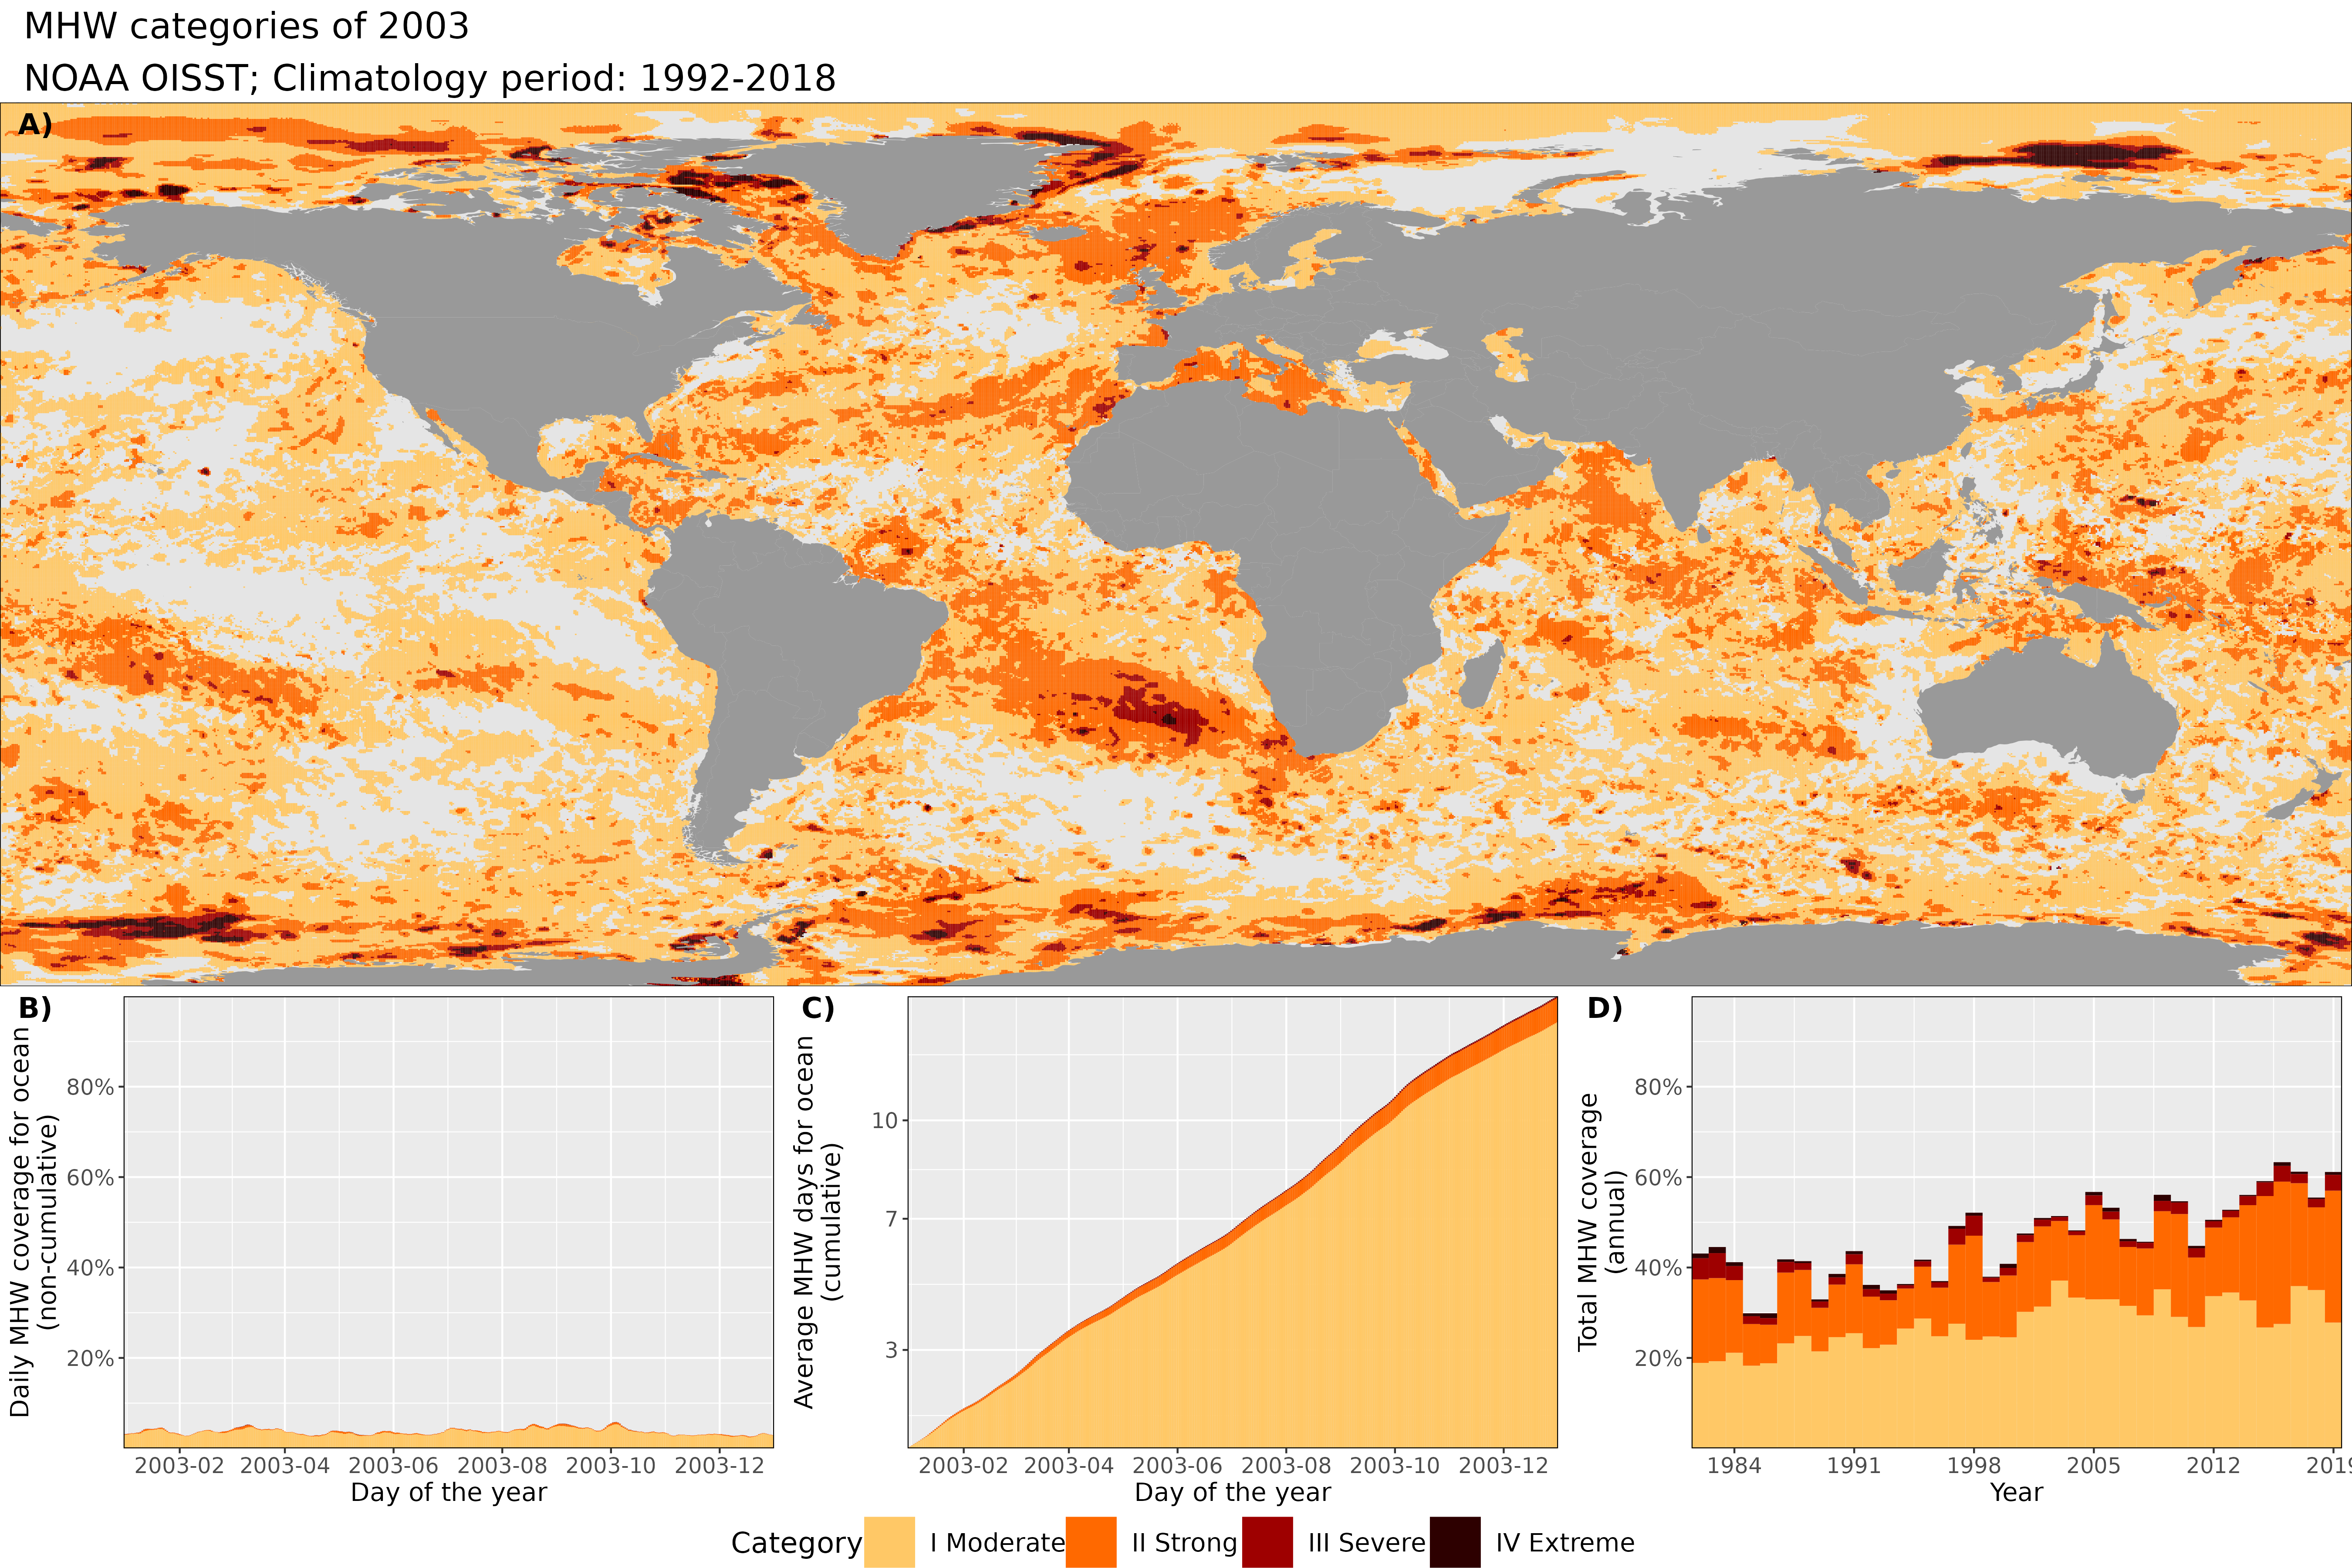 MHW categories of 2003
NOAA OISST; Climatology period: 1992-2018
A)
B)
Daily MHW coverage for ocean
(non-cumulative)
80%
60%
40%
20%
2003-02 2003-04 2003-06 2003-08 2003-10 2003-12
Day of the year
C)
Average MHW days for ocean
(cumulative)
10
7
3
2003-02 2003-04 2003-06 2003-08 2003-10 2003-12
Day of the year
D)
Total MHW coverage
(annual)
80%
60%
40%
20%
1984 1991 1998 2005 2012 2019
Year
Category I Moderate II Strong III Severe IV Extreme